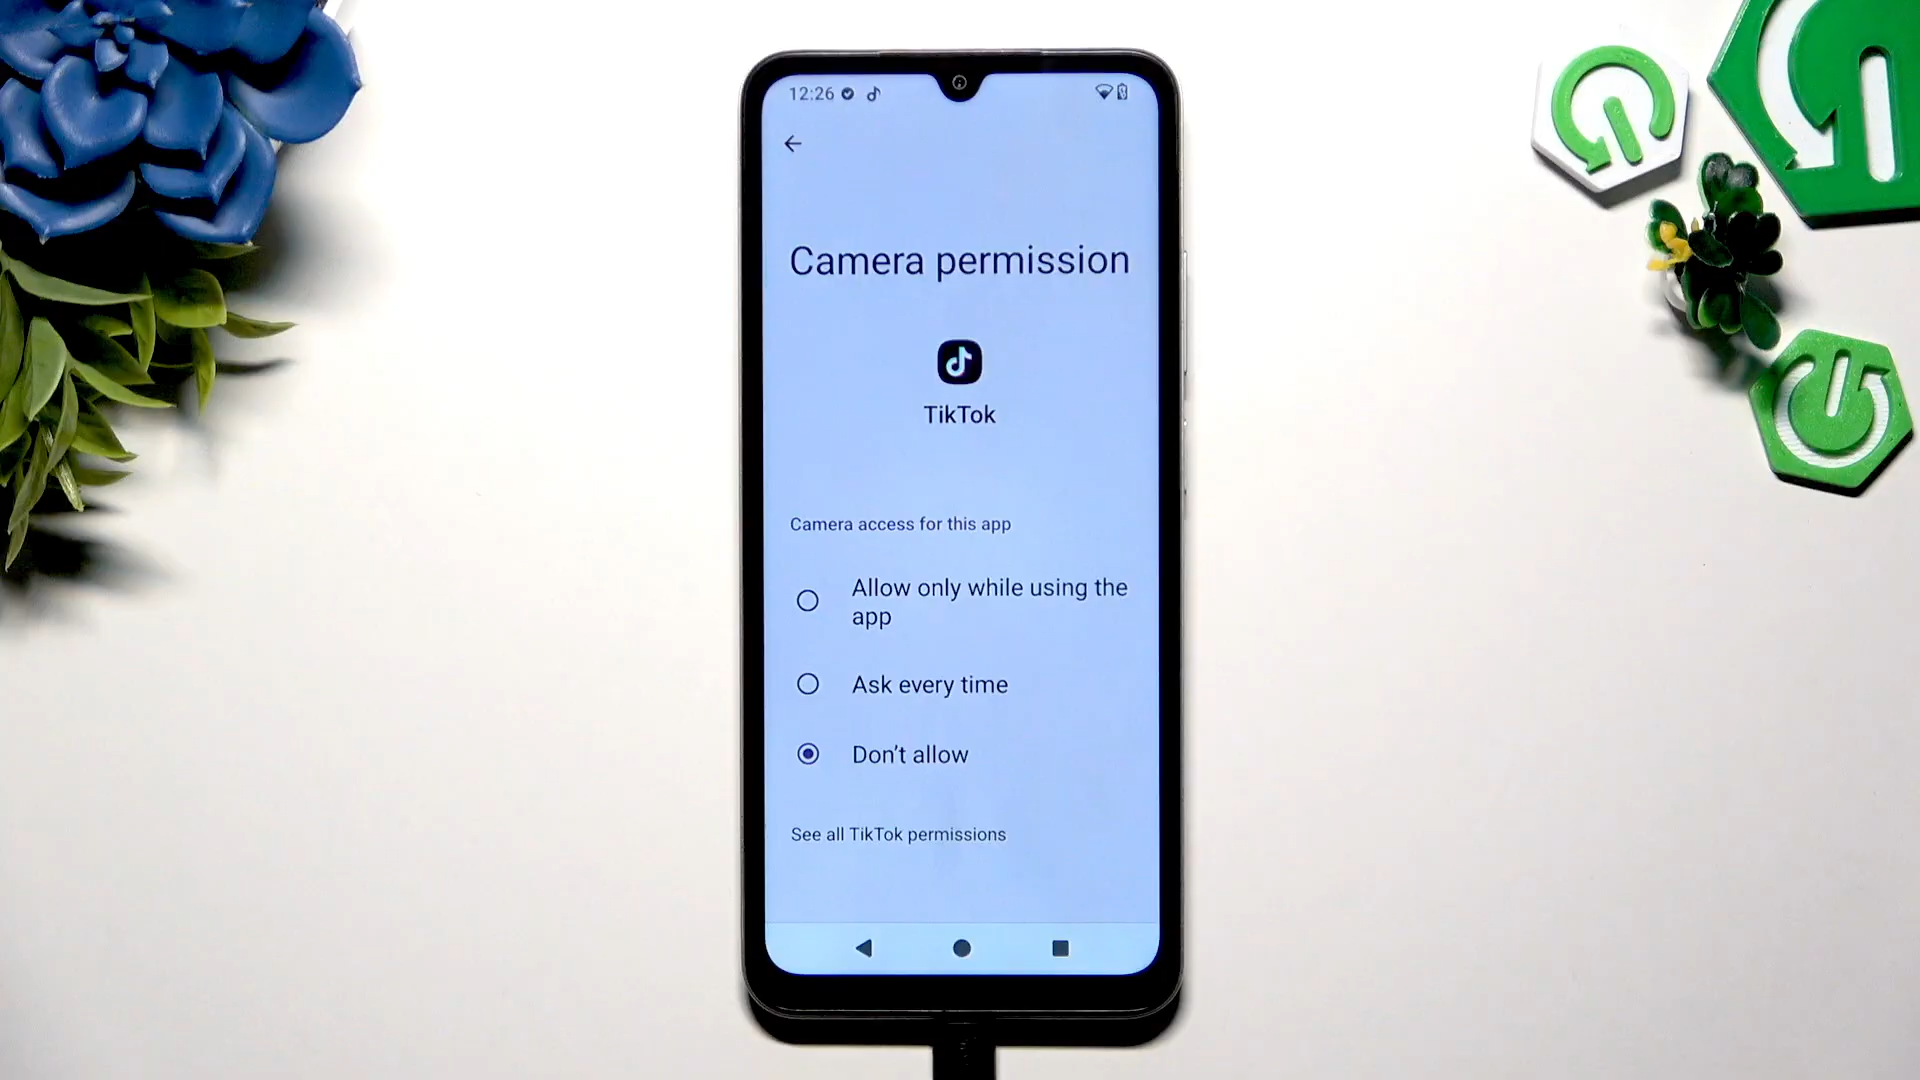 12:26
Camera permission
TikTok
Camera access for this app
Allow only while using the
app
Ask every time
Don't allow
See all TikTok permissions